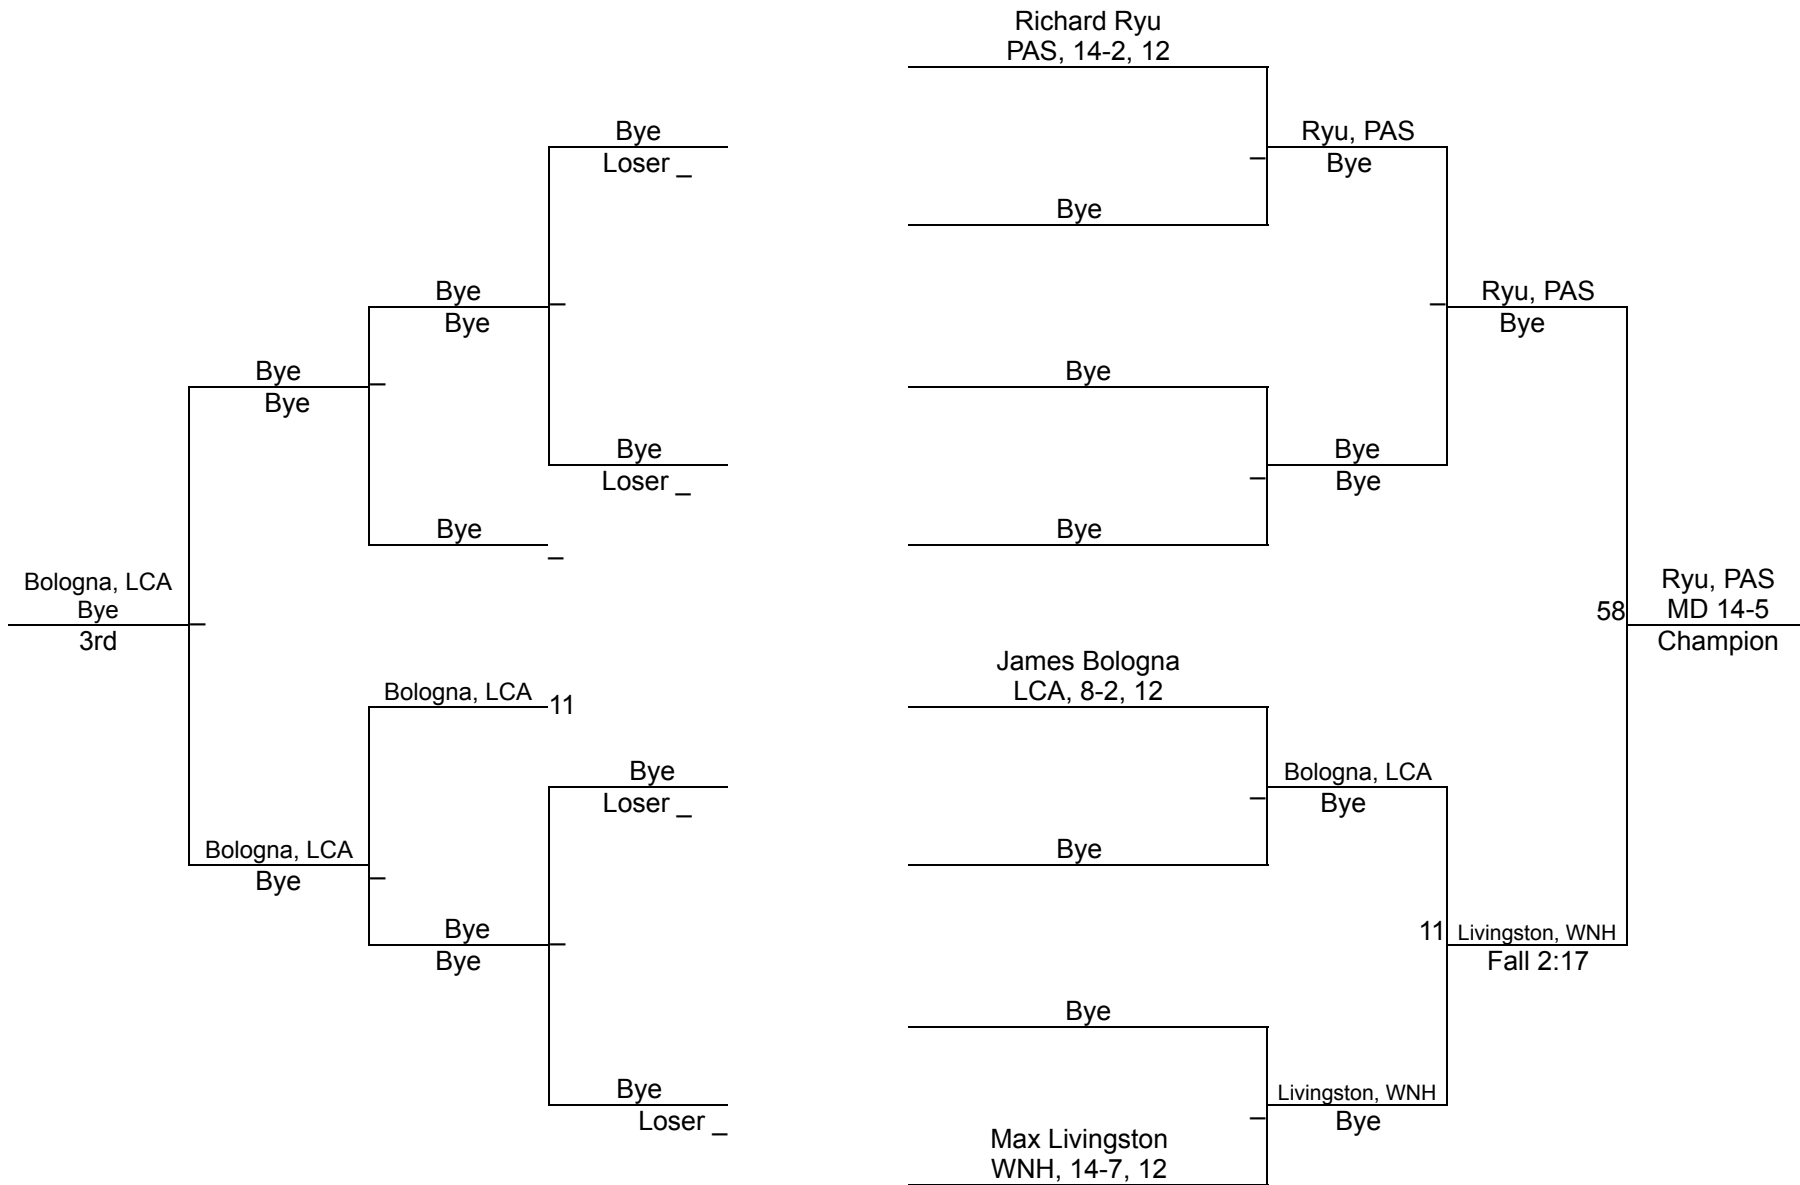 Richard Ryu
PAS, 14-2, 12
Bye
Loser _
Ryu, PAS
Bye
Bye
Bye
Bye
Ryu, PAS
Bye
Bye
Bye
Bye
Bye
Loser _
Bye
Bye
Bye
Bye
Bologna, LCA
Bye
3rd
58
Ryu, PAS
MD 14-5
Champion
James Bologna
LCA, 8-2, 12
Bologna, LCA
11
Bye
Loser _
Bologna, LCA
Bye
Bologna, LCA
Bye
Bye
Bye
Bye
11
Livingston, WNH
Fall 2:17
Bye
Bye
Loser _
Livingston, WNH
Bye
Max Livingston
WNH, 14-7, 12